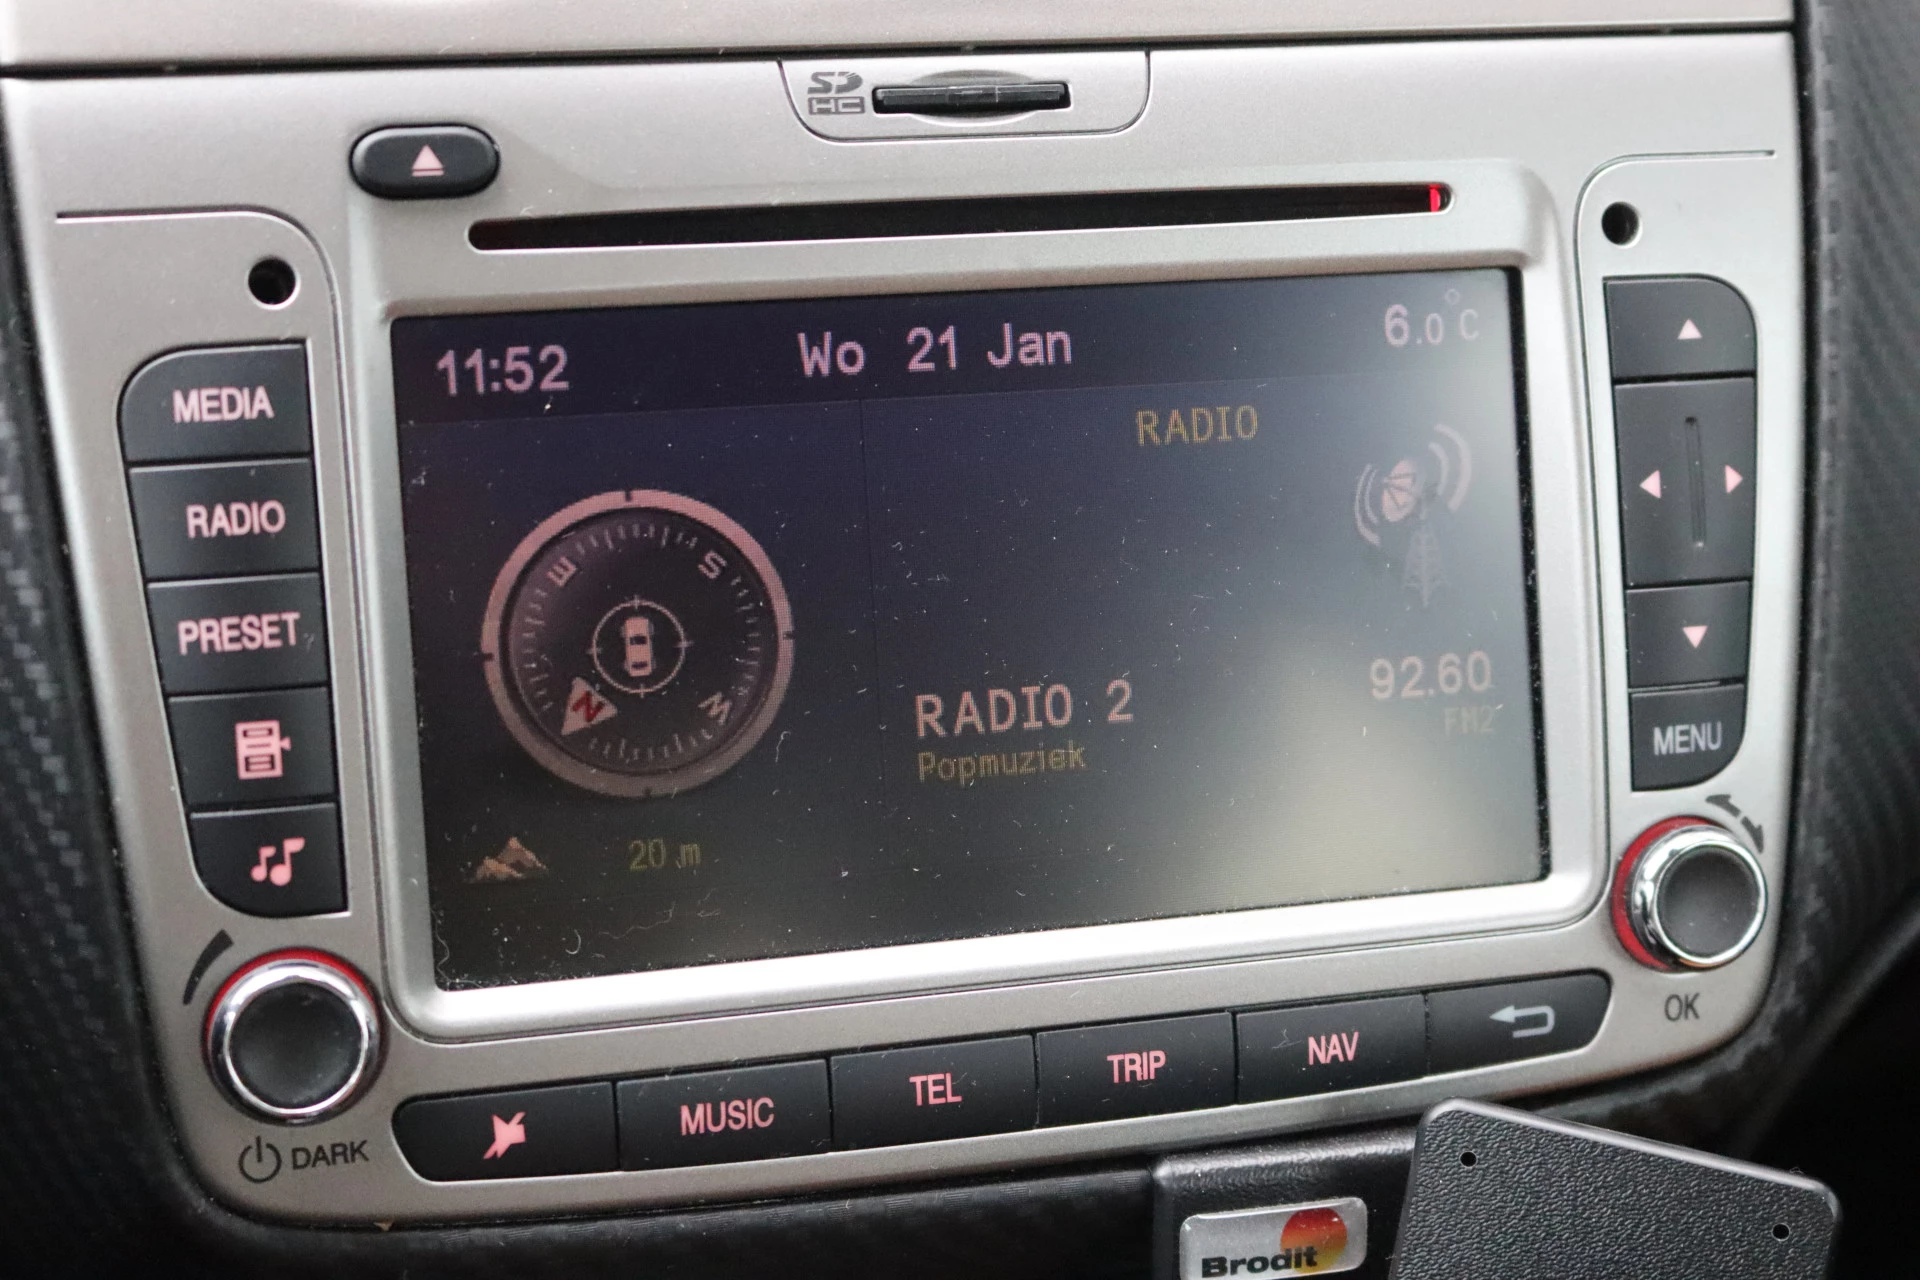 SD
HC
11:52 Wo 21 Jan 6.0°C
RADIO
E
S
N
W
RADIO 2
Popmuziek
92.60
FM2
20 m
MEDIA
RADIO
PRESET
MENU
OK
DARK
MUSIC
TEL
TRIP
NAV
Brodit